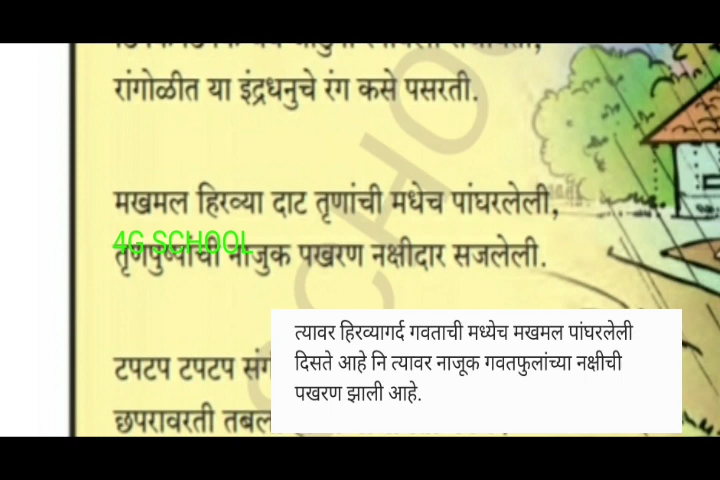 रांगोळीत या इंद्रधनुचे रंग कसे पसरती.
मखमल हिरव्या दाट तृणांची मधेच पांघरलेली,
4G SCHOOL
तृणपुष्पांची नाजुक पखरण नक्षीदार सजलेली.
त्यावर हिरव्यागर्द गवताची मध्येच मखमल पांघरलेली
दिसते आहे नि त्यावर नाजूक गवतफुलांच्या नक्षीची
पखरण झाली आहे.
टपटप टपटप
छपरावरती